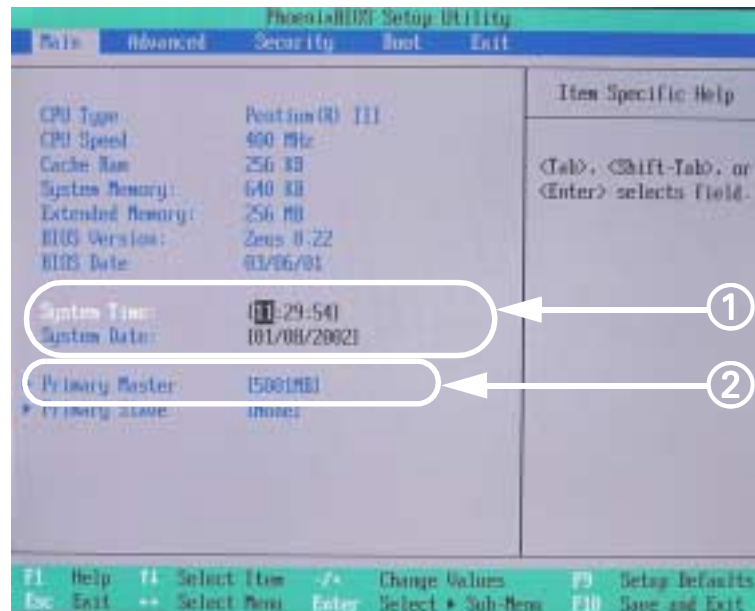 PhoenixBIOS Setup Utility
Main Advanced Security Boot Exit
Item Specific Help
<Tab>, <Shift-Tab>, or
<Enter> selects field.
CPU Type Pentium(R) III
CPU Speed 400 MHz
Cache Ram 256 KB
System Memory: 640 KB
Extended Memory: 256 MB
BIOS Version: Zeus 0.22
BIOS Date 03/06/01
System Time: [11:29:54]
System Date: [01/08/2002]
Primary Master [5001MB]
Primary Slave [None]
1
2
F1 Help ↑↓ Select Item -/+ Change Values F9 Setup Defaults
Esc Exit ↔ Select Menu Enter Select ▶ Sub-Menu F10 Save and Exit